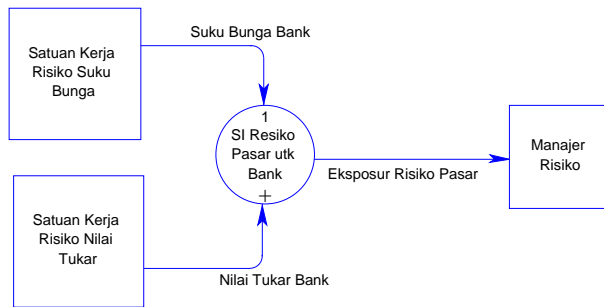 Satuan Kerja
Risiko Suku
Bunga
Suku Bunga Bank
1
SI Resiko
Pasar utk
Bank
+
Eksposur Risiko Pasar
Manajer
Risiko
Satuan Kerja
Risiko Nilai
Tukar
Nilai Tukar Bank